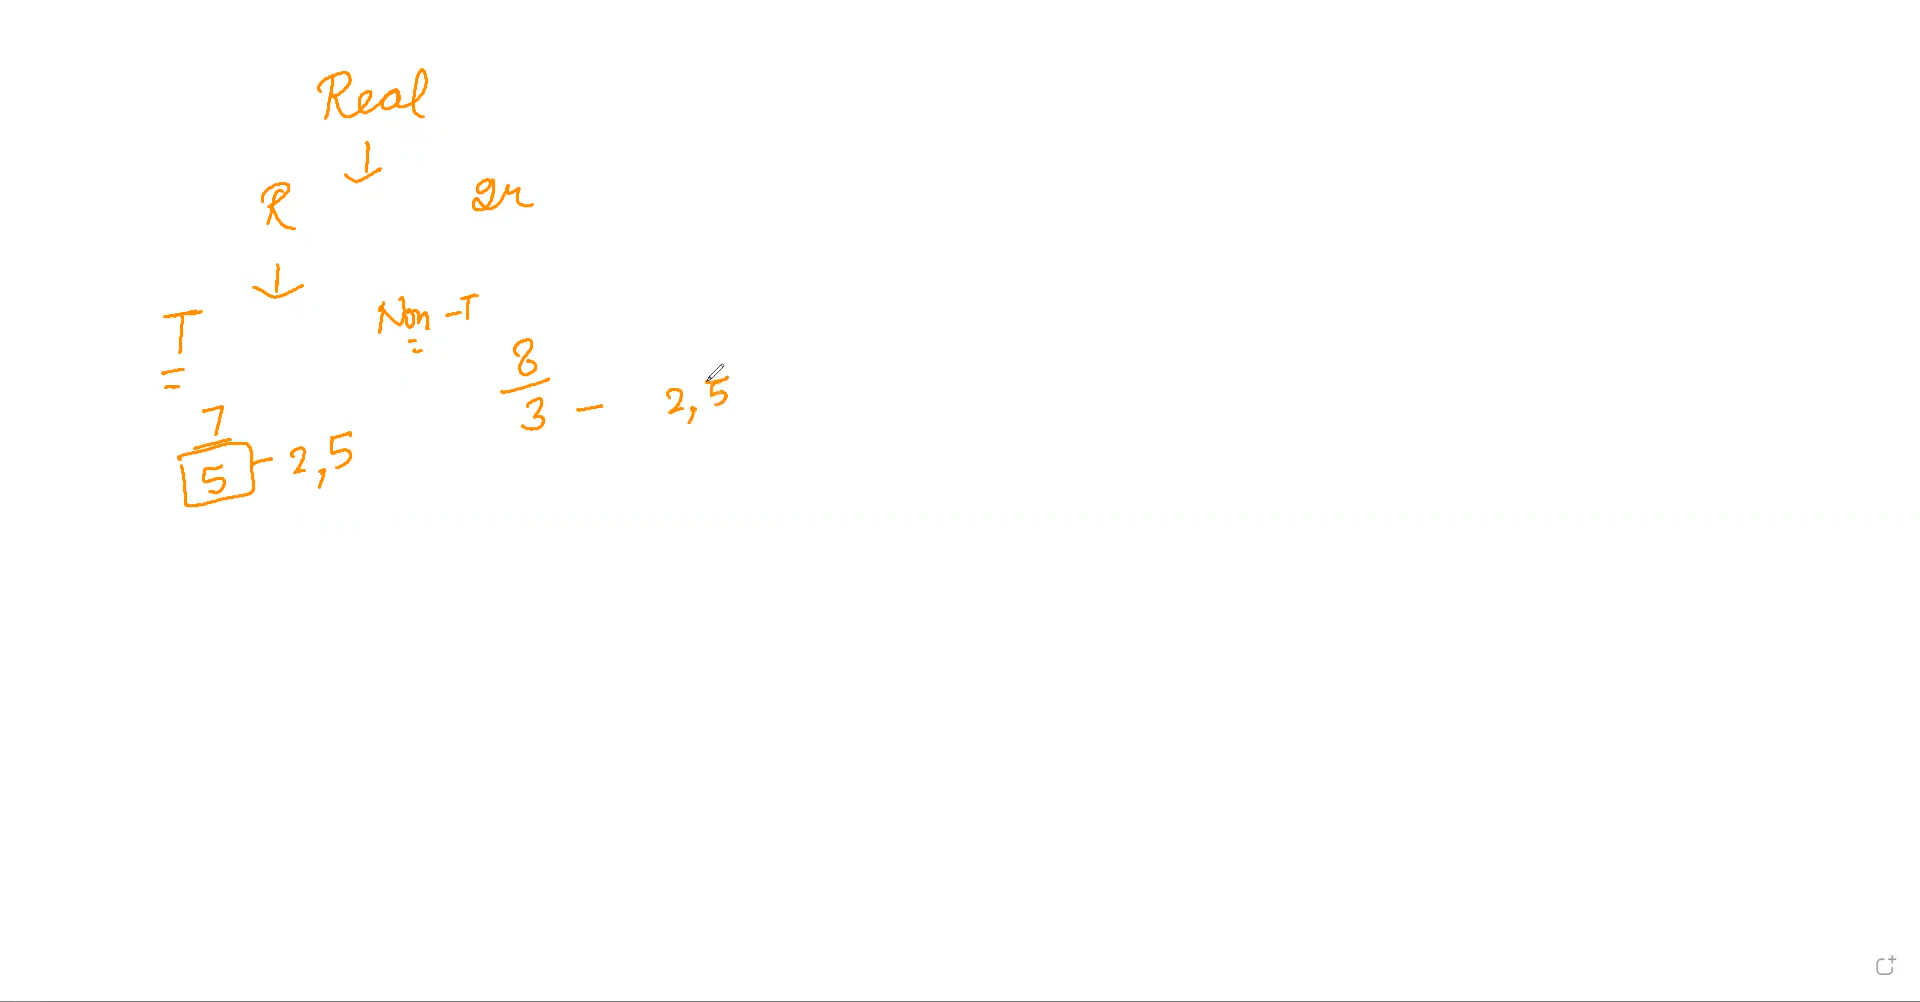 Real
↓
R Ir
↓
T Non-T
7/5 - 2,5
8/3 - 2,5